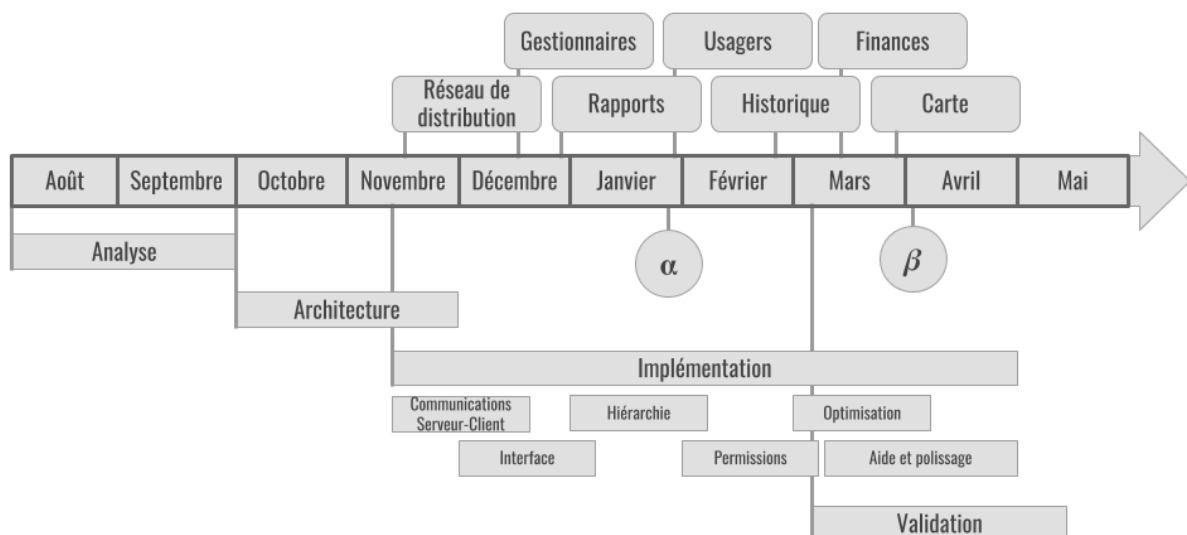 Gestionnaires
Usagers
Finances
Réseau de
distribution
Rapports
Historique
Carte
Août
Septembre
Octobre
Novembre
Décembre
Janvier
Février
Mars
Avril
Mai
Analyse
α
β
Architecture
Implémentation
Communications
Serveur-Client
Hiérarchie
Optimisation
Interface
Permissions
Aide et polissage
Validation